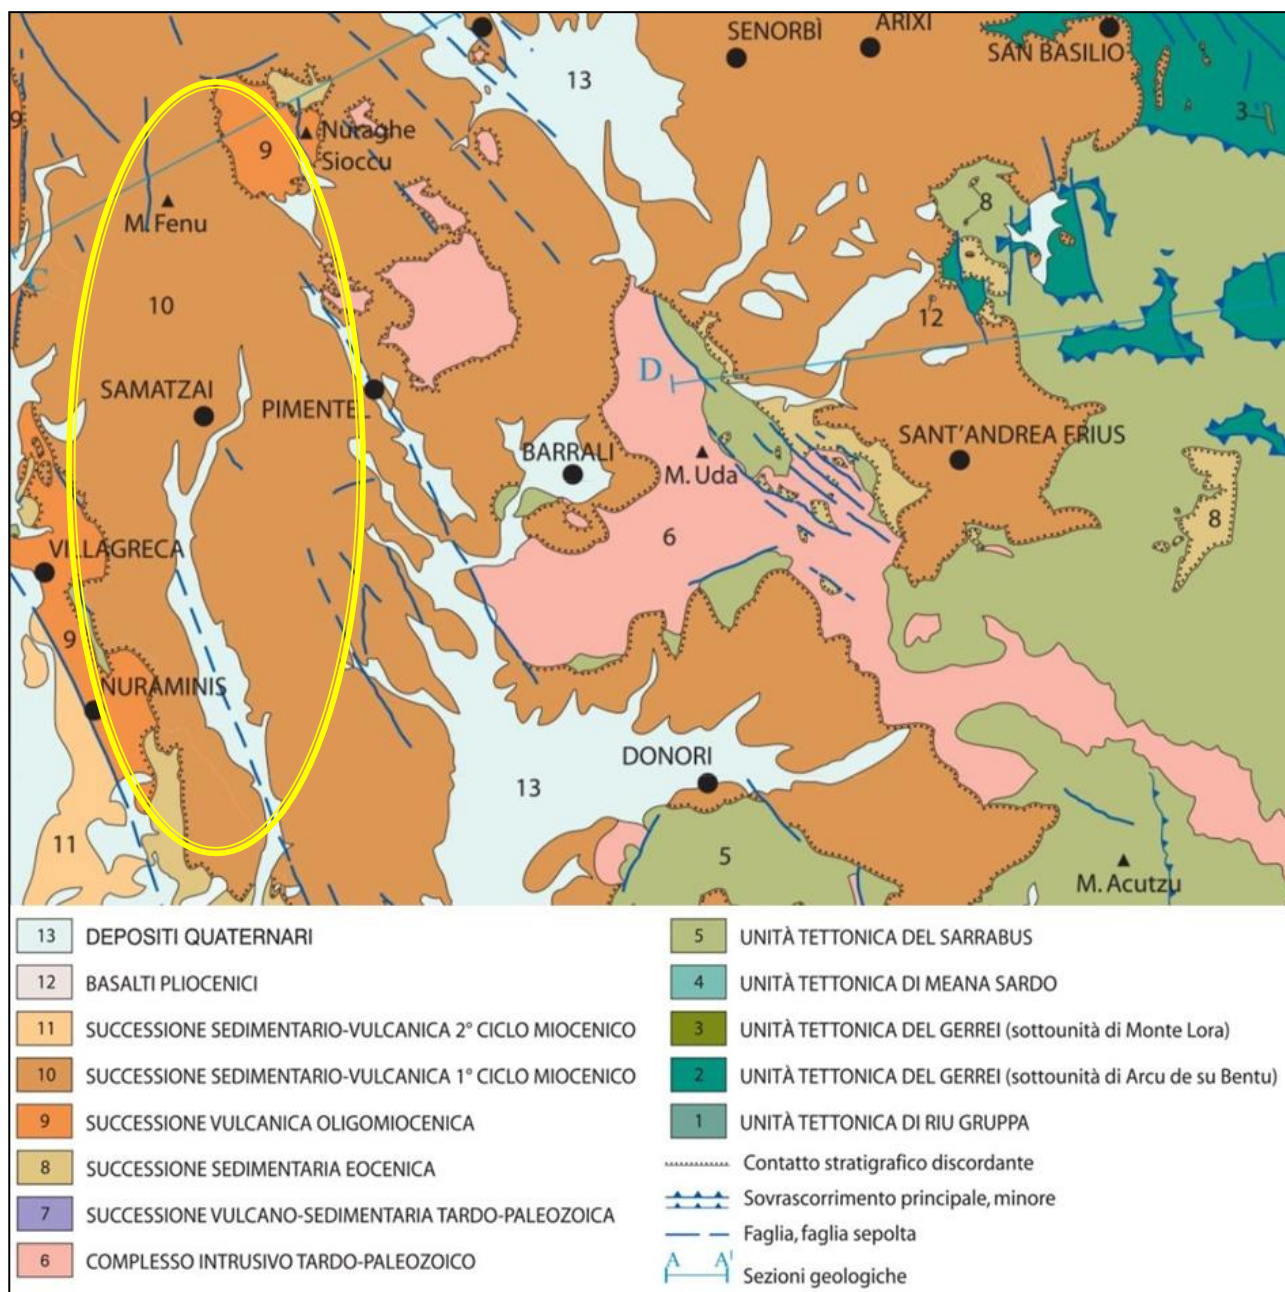 SENORBÌ
ARIXI
SAN BASILIO
13
3
9
9
Nuraghe
Sioccu
M. Fenu
8
C
10
12
D
SAMATZAI
PIMENTEL
BARRALI
M. Uda
SANT'ANDREA FRIUS
8
6
VILLAGRECA
9
NURAMINIS
DONORI
13
11
5
M. Acutzu
13 DEPOSITI QUATERNARI
12 BASALTI PLIOCENICI
11 SUCCESSIONE SEDIMENTARIO-VULCANICA 2° CICLO MIOCENICO
10 SUCCESSIONE SEDIMENTARIO-VULCANICA 1° CICLO MIOCENICO
9 SUCCESSIONE VULCANICA OLIGOMIOCENICA
8 SUCCESSIONE SEDIMENTARIA EOCENICA
7 SUCCESSIONE VULCANO-SEDIMENTARIA TARDO-PALEOZOICA
6 COMPLESSO INTRUSIVO TARDO-PALEOZOICO
5 UNITÀ TETTONICA DEL SARRABUS
4 UNITÀ TETTONICA DI MEANA SARDO
3 UNITÀ TETTONICA DEL GERREI (sottounità di Monte Lora)
2 UNITÀ TETTONICA DEL GERREI (sottounità di Arcu de su Bentu)
1 UNITÀ TETTONICA DI RIU GRUPPA
Contatto stratigrafico discordante
Sovrascorrimento principale, minore
Faglia, faglia sepolta
A A' Sezioni geologiche